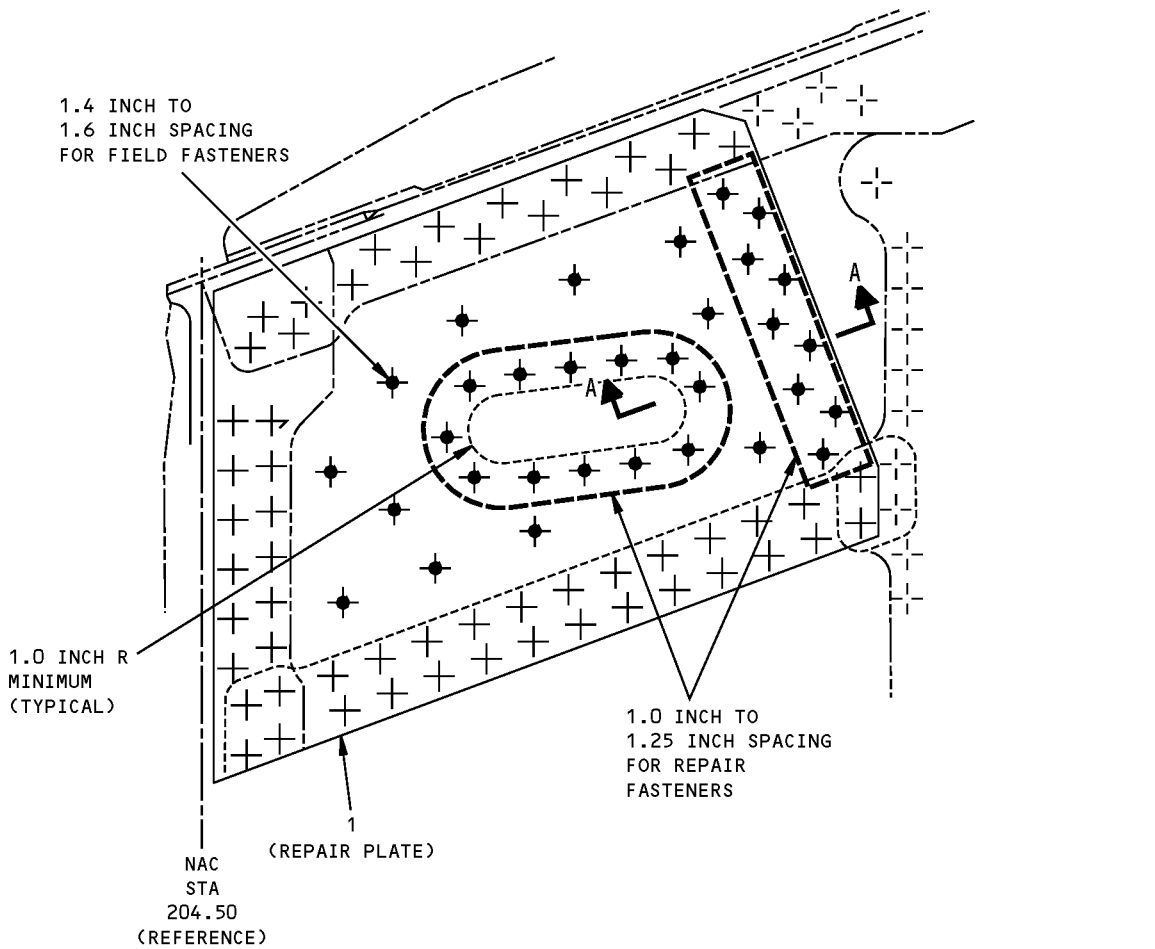 1.4 INCH TO
1.6 INCH SPACING
FOR FIELD FASTENERS
A
A
1.0 INCH R
MINIMUM
(TYPICAL)
1.0 INCH TO
1.25 INCH SPACING
FOR REPAIR
FASTENERS
1
(REPAIR PLATE)
NAC
STA
204.50
(REFERENCE)